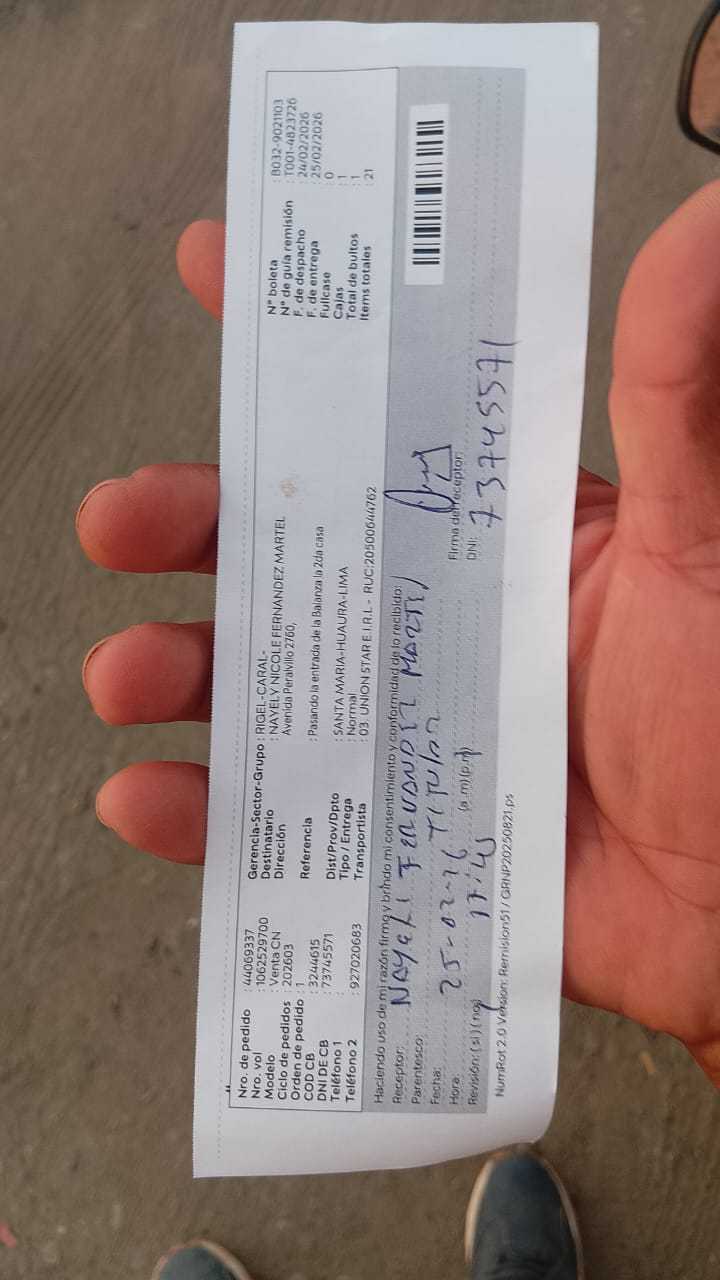 Nro. de pedido : 44069337
Nro. vol : 1062529700
Modelo : Venta CN
Ciclo de pedidos : 202603
Orden de pedido : 1
COD CB : 3244615
DNI DE CB : 73745571
Teléfono 1 :
Teléfono 2 : 927020683
Gerencia-Sector-Grupo : RIGEL-CARAL-
Destinatario : NAYELY NICOLE FERNANDEZ MARTEL
Dirección Avenida Peralvillo 2760,
Referencia : Pasando la entrada de la Balanza la 2da casa
Dist/Prov/Dpto : SANTA MARIA-HUAURA-LIMA
Tipo / Entrega : Normal
Transportista : 03. UNION STAR E.I.R.L - RUC:20500644762
N° boleta : B032-9021103
N° de guía remisión : T001-4823726
F. de despacho : 24/02/2026
F. de entrega : 25/02/2026
Fullcase : 0
Cajas : 1
Total de bultos : 1
Items totales : 21
Haciendo uso de mi razón firmo y brindo mi consentimiento y conformidad de lo recibido:
Receptor: NAYELI FERNANDEZ MARTEL
Parentesco: TITULAR
Fecha: 25-02-26
Hora: 17:45 (a.m)(p.m)
Revisión: (si) (no)
Firma del receptor:
DNI: 73745571
NumRot 2.0 Version: Remision51 / GRNP20250821.ps